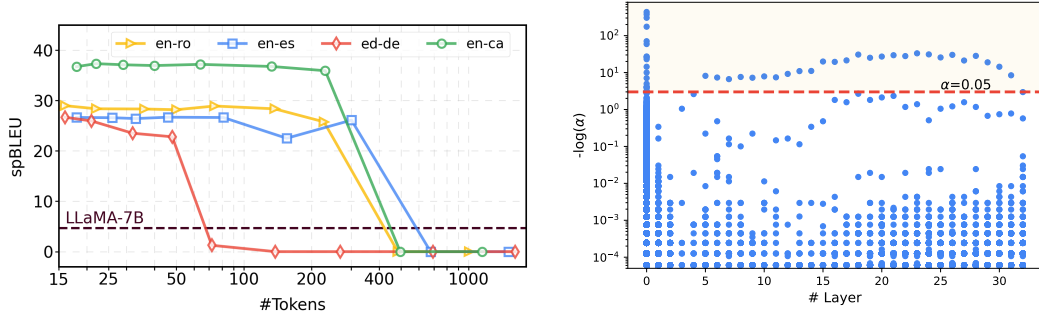 en-ro en-es ed-de en-ca
spBLEU
40
30
20
10
0
LLaMA-7B
15 25 50 100 200 400 1000
#Tokens
-log(α)
10²
10¹
10⁰
10⁻¹
10⁻²
10⁻³
10⁻⁴
α=0.05
0 5 10 15 20 25 30
# Layer